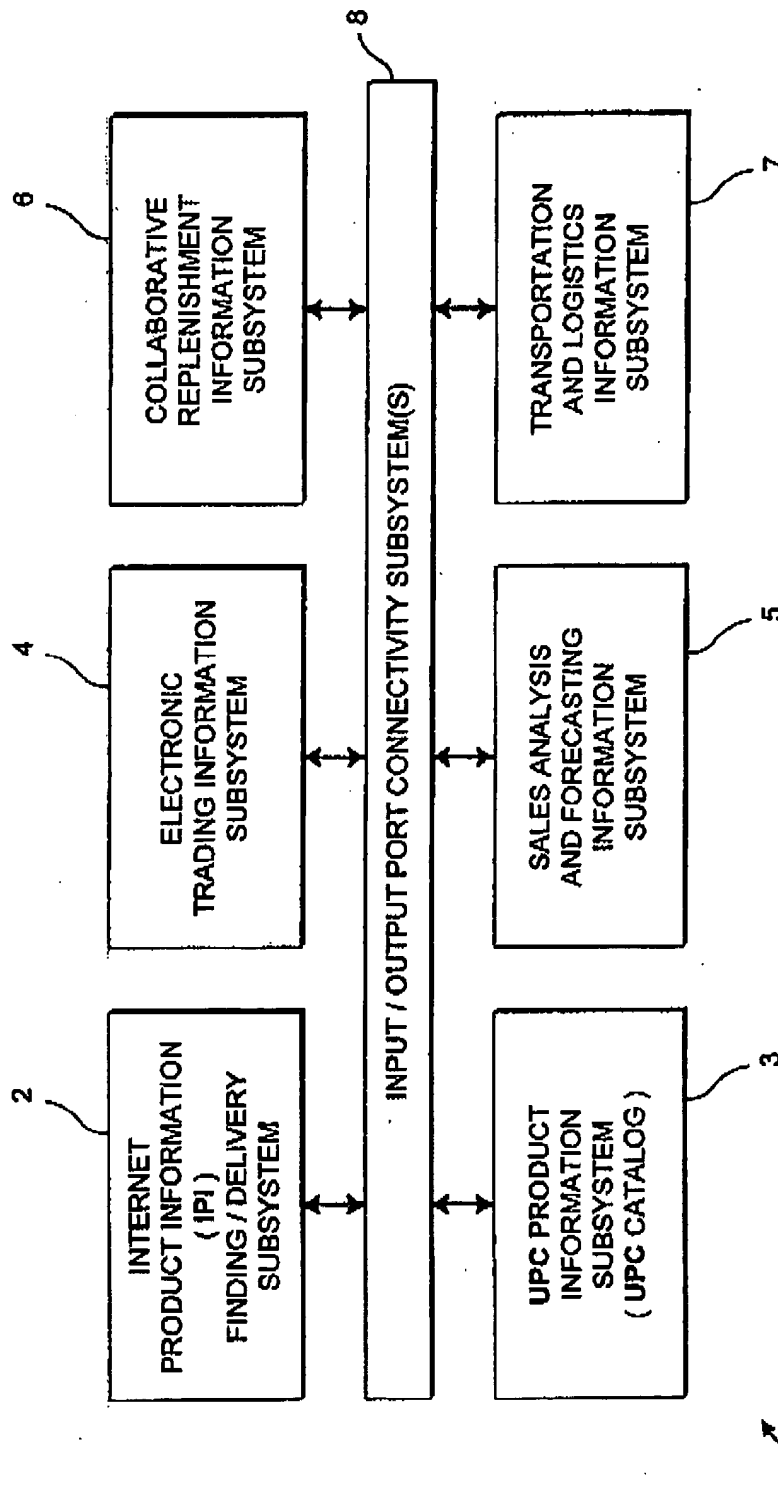 2
INTERNET
PRODUCT INFORMATION
( IPI )
FINDING / DELIVERY
SUBSYSTEM
4
ELECTRONIC
TRADING INFORMATION
SUBSYSTEM
6
COLLABORATIVE
REPLENISHMENT
INFORMATION
SUBSYSTEM
INPUT / OUTPUT PORT CONNECTIVITY SUBSYSTEM(S)
8
UPC PRODUCT
INFORMATION
SUBSYSTEM
( UPC CATALOG )
3
SALES ANALYSIS
AND FORECASTING
INFORMATION
SUBSYSTEM
5
TRANSPORTATION
AND LOGISTICS
INFORMATION
SUBSYSTEM
7